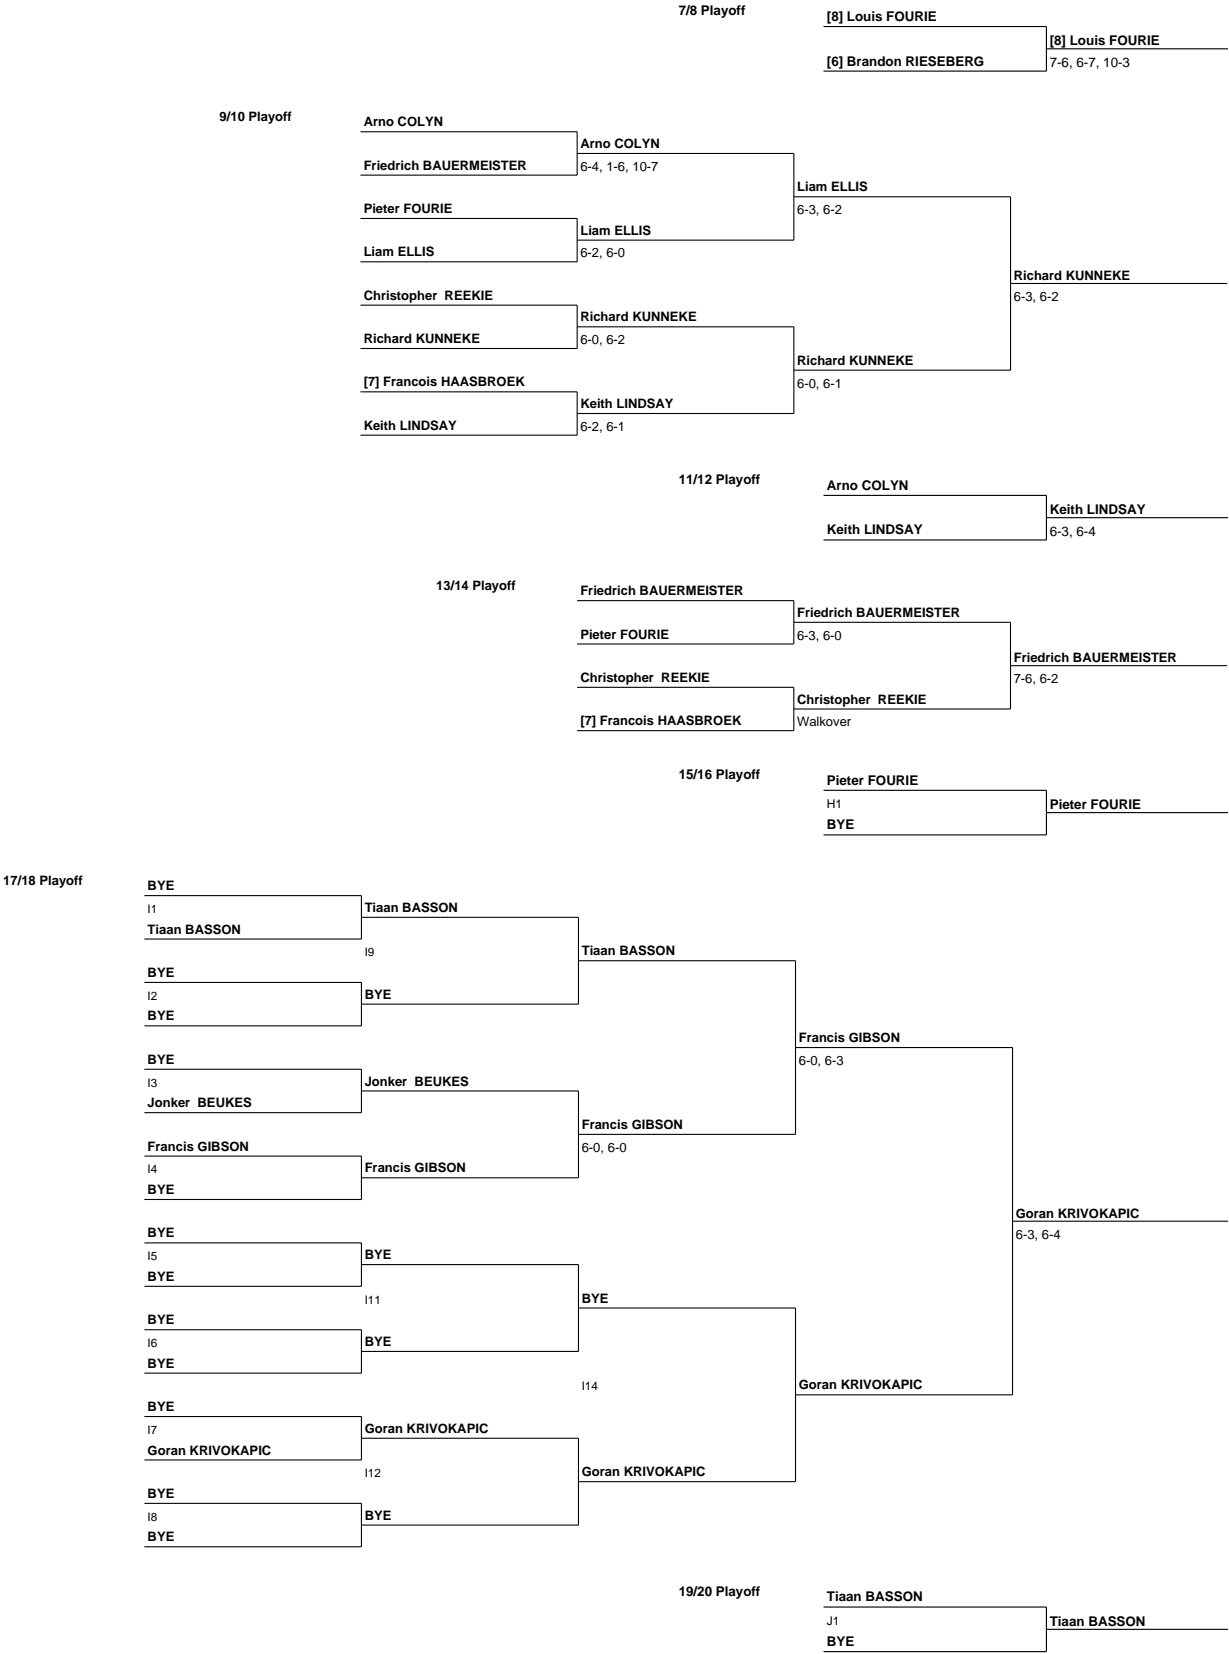 7/8 Playoff
[8] Louis FOURIE
[8] Louis FOURIE
[6] Brandon RIESEBERG
7-6, 6-7, 10-3
9/10 Playoff
Arno COLYN
Arno COLYN
Friedrich BAUERMEISTER
6-4, 1-6, 10-7
Liam ELLIS
Pieter FOURIE
6-3, 6-2
Liam ELLIS
Liam ELLIS
6-2, 6-0
Richard KUNNEKE
Christopher REEKIE
6-3, 6-2
Richard KUNNEKE
Richard KUNNEKE
6-0, 6-2
Richard KUNNEKE
[7] Francois HAASBROEK
6-0, 6-1
Keith LINDSAY
Keith LINDSAY
6-2, 6-1
11/12 Playoff
Arno COLYN
Keith LINDSAY
Keith LINDSAY
6-3, 6-4
13/14 Playoff
Friedrich BAUERMEISTER
Friedrich BAUERMEISTER
Pieter FOURIE
6-3, 6-0
Friedrich BAUERMEISTER
Christopher REEKIE
7-6, 6-2
Christopher REEKIE
[7] Francois HAASBROEK
Walkover
15/16 Playoff
Pieter FOURIE
H1
Pieter FOURIE
BYE
17/18 Playoff
BYE
I1
Tiaan BASSON
Tiaan BASSON
I9
Tiaan BASSON
BYE
I2
BYE
BYE
Francis GIBSON
BYE
6-0, 6-3
I3
Jonker BEUKES
Jonker BEUKES
Francis GIBSON
Francis GIBSON
6-0, 6-0
I4
Francis GIBSON
BYE
Goran KRIVOKAPIC
BYE
6-3, 6-4
I5
BYE
BYE
I11
BYE
BYE
I6
BYE
BYE
I14
Goran KRIVOKAPIC
BYE
I7
Goran KRIVOKAPIC
Goran KRIVOKAPIC
I12
Goran KRIVOKAPIC
BYE
I8
BYE
BYE
19/20 Playoff
Tiaan BASSON
J1
Tiaan BASSON
BYE